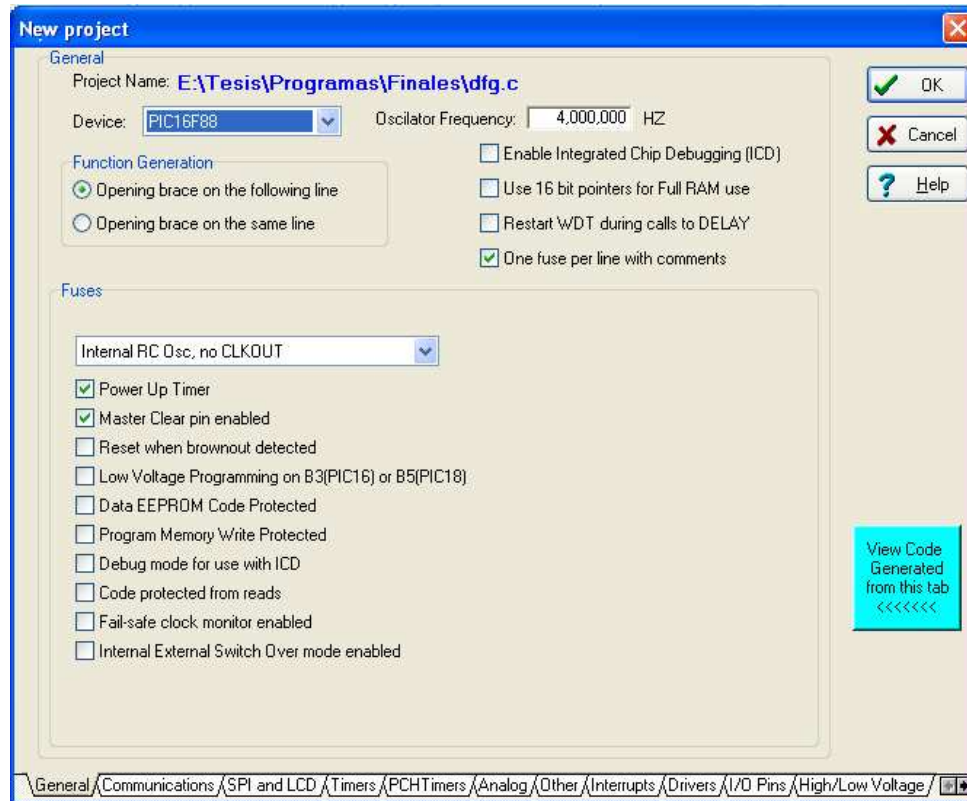 New project
General
Project Name: E:\Tesis\Programas\Finales\dfg.c
OK
Device: PIC16F88
Oscilator Frequency: 4,000,000 HZ
Cancel
Function Generation
Opening brace on the following line
Opening brace on the same line
Enable Integrated Chip Debugging (ICD)
Use 16 bit pointers for Full RAM use
Restart WDT during calls to DELAY
One fuse per line with comments
? Help
Fuses
Internal RC Osc, no CLKOUT
Power Up Timer
Master Clear pin enabled
Reset when brownout detected
Low Voltage Programming on B3(PIC16) or B5(PIC18)
Data EEPROM Code Protected
Program Memory Write Protected
Debug mode for use with ICD
Code protected from reads
Fail-safe clock monitor enabled
Internal External Switch Over mode enabled
View Code
Generated
from this tab
<<<<<<<
General Communications SPI and LCD Timers PCHTimers Analog Other Interrupts Drivers I/O Pins High/Low Voltage